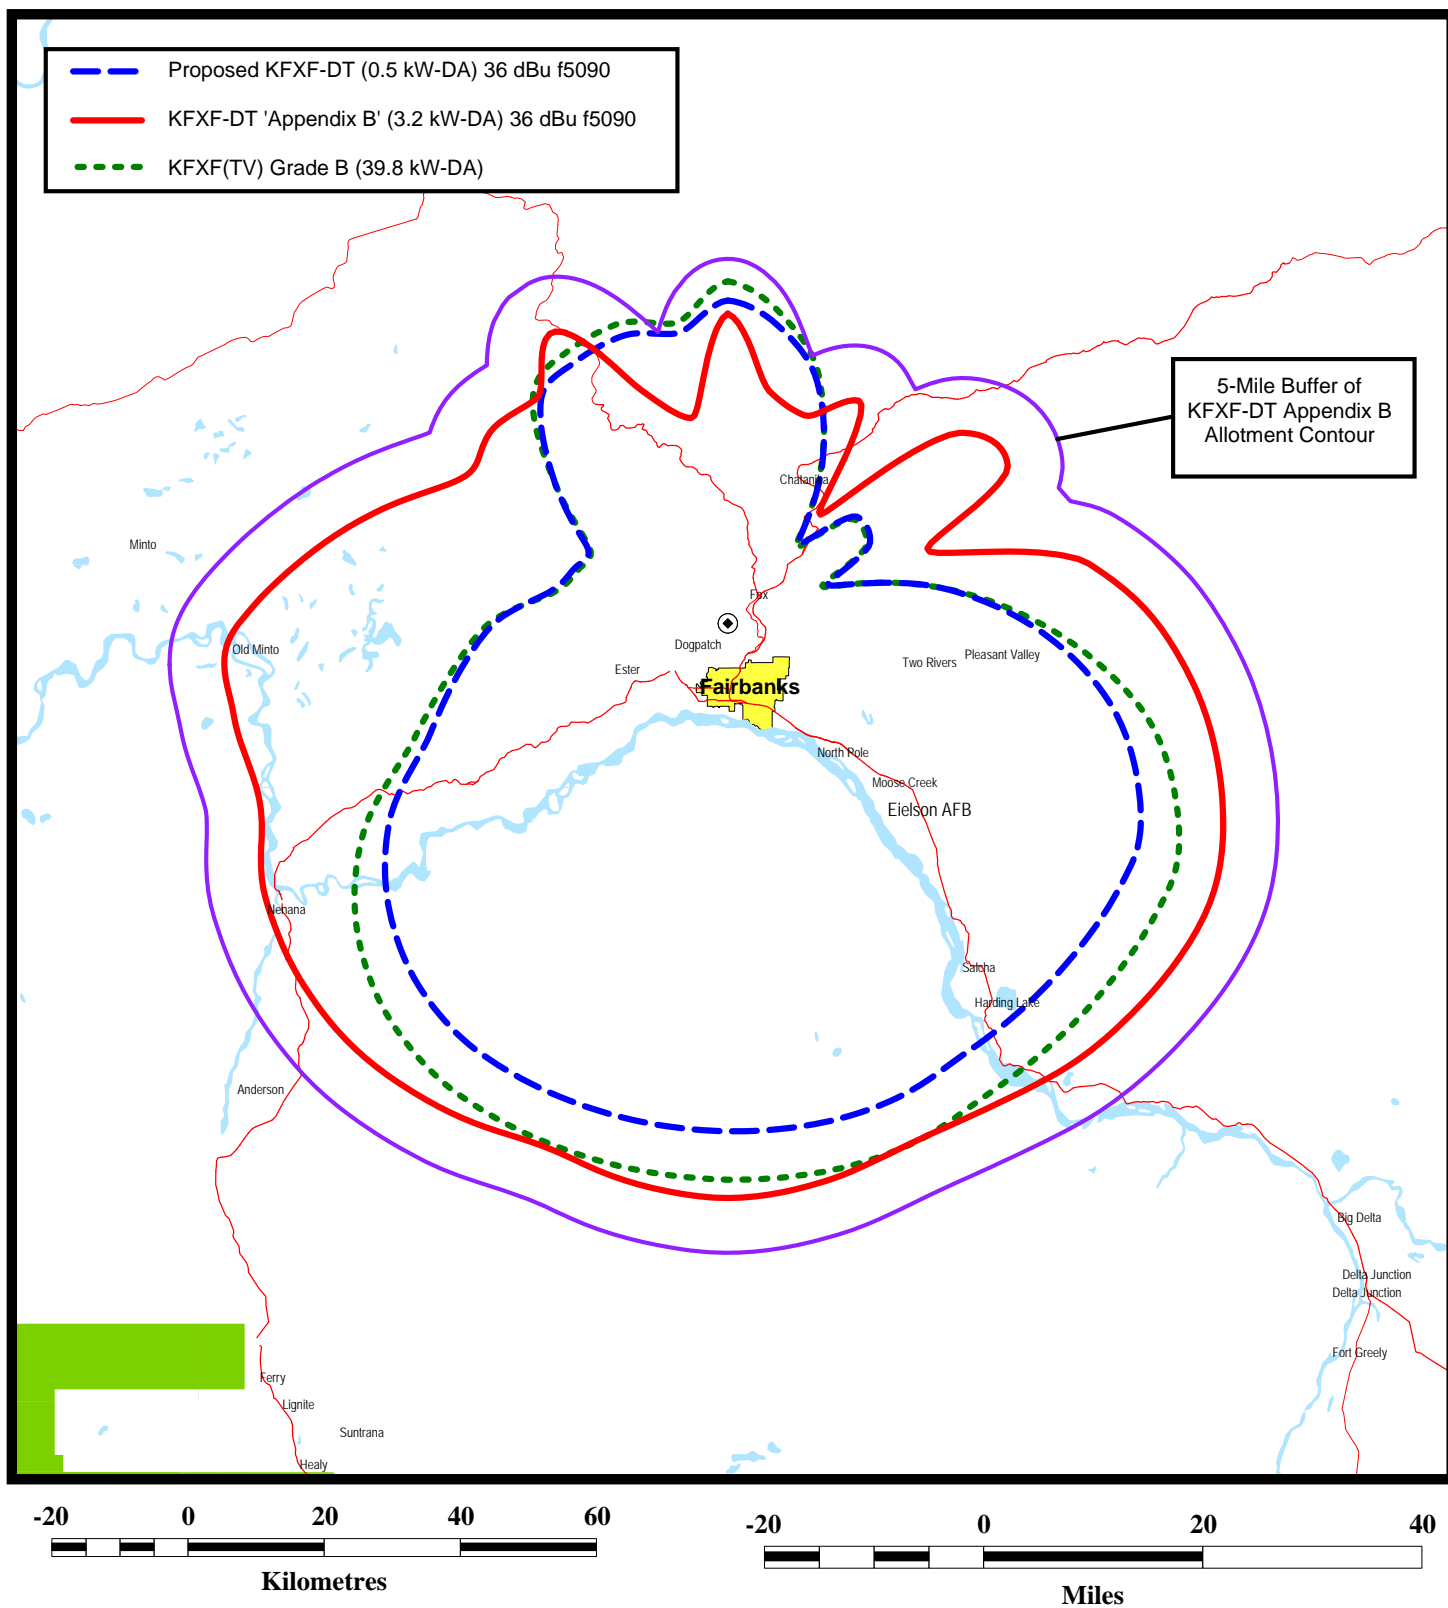 Proposed KFXF-DT (0.5 kW-DA) 36 dBu f5090
KFXF-DT 'Appendix B' (3.2 kW-DA) 36 dBu f5090
KFXF(TV) Grade B (39.8 kW-DA)
5-Mile Buffer of
KFXF-DT Appendix B
Allotment Contour
Chatanika
Minto
Fox
Old Minto
Dogpatch
Ester
Two Rivers
Pleasant Valley
Fairbanks
North Pole
Moose Creek
Eielson AFB
Nenana
Salcha
Harding Lake
Anderson
Big Delta
Delta Junction
Delta Junction
Fort Greely
Ferry
Lignite
Suntrana
Healy
-20 0 20 40 60
Kilometres
-20 0 20 40
Miles